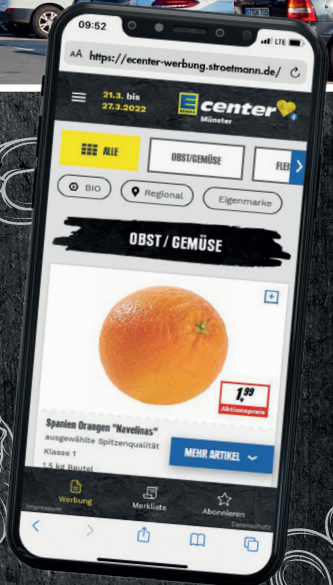 09:52
LTE
AA https://ecenter-werbung.stroetmann.de/
21.3. bis
27.3.2022
E center
EDEKA
Münster
ALLE
OBST/GEMÜSE
FLEI
BIO
Regional
Eigenmarke
OBST / GEMÜSE
1,99
Aktionspreis
Spanien Orangen "Navelinas"
ausgewählte Spitzenqualität
Klasse 1
1,5 kg Beutel
MEHR ARTIKEL
Werbung
Merkliste
Abonnieren
Impressum
Datenschutz